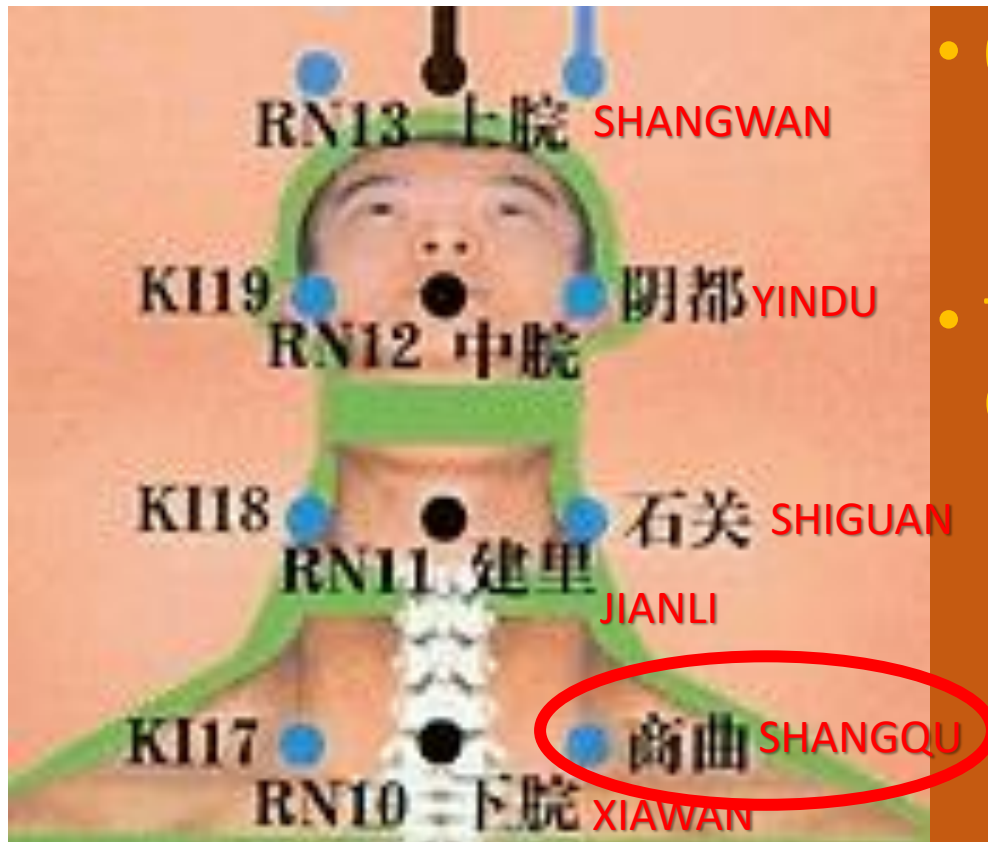 RN13 上脘 SHANGWAN
KI19 阴都 YINDU
RN12 中脘
KI18 石关 SHIGUAN
RN11 建里
JIANLI
KI17 商曲 SHANGQU
RN10 下脘 XIAWAN